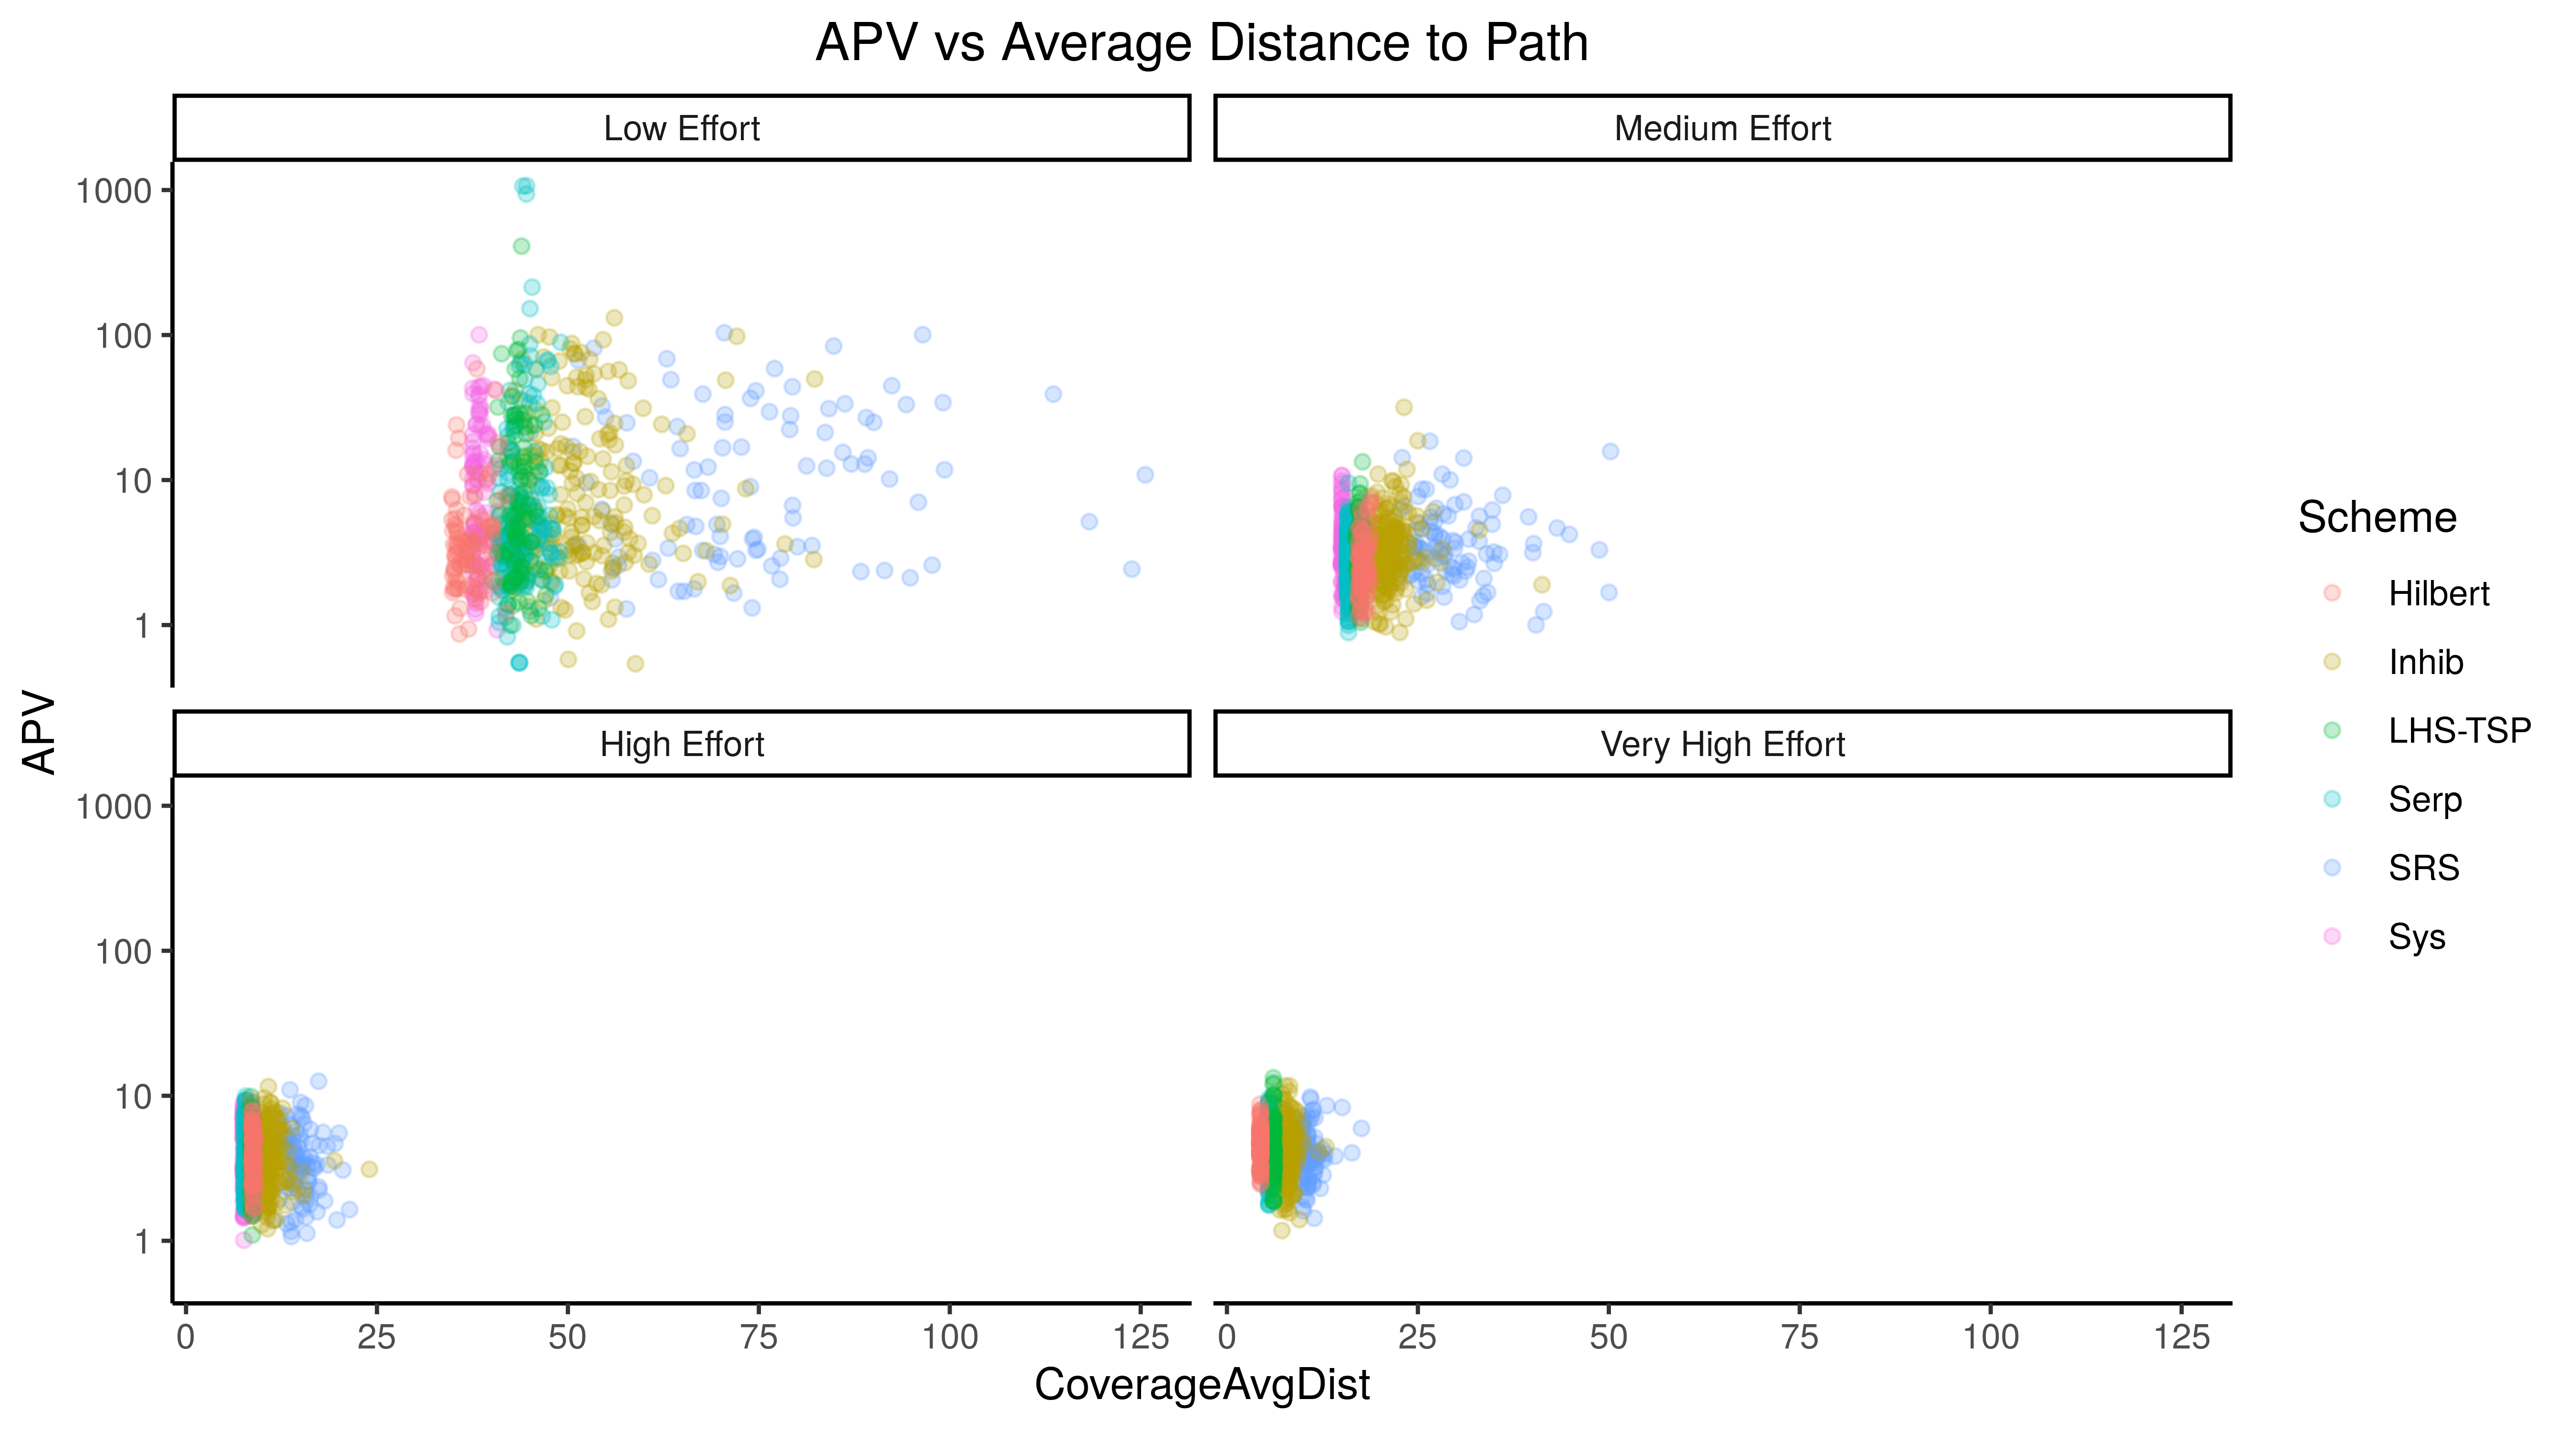 APV vs Average Distance to Path
Low Effort
Medium Effort
1000
100
10
1
High Effort
Very High Effort
1000
100
10
1
0 25 50 75 100 125
0 25 50 75 100 125
CoverageAvgDist
APV
Scheme
Hilbert
Inhib
LHS-TSP
Serp
SRS
Sys